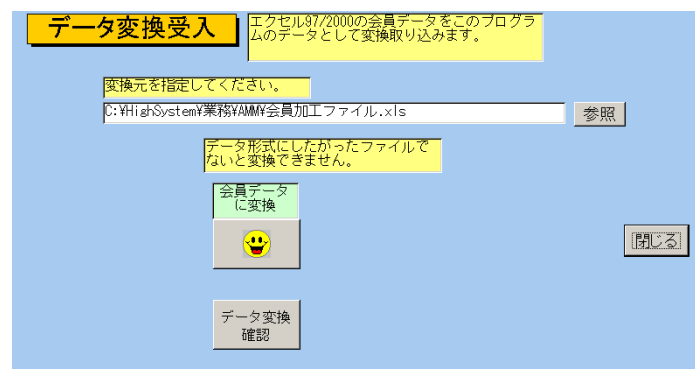 データ変換受入
エクセル97/2000の会員データをこのプログラ
ムのデータとして変換取り込みます。
変換元を指定してください。
C:¥HighSystem¥業務¥AMM¥会員加工ファイル.xls
参照
データ形式にしたがったファイルで
ないと変換できません。
会員データ
に変換
閉じる
データ変換
確認